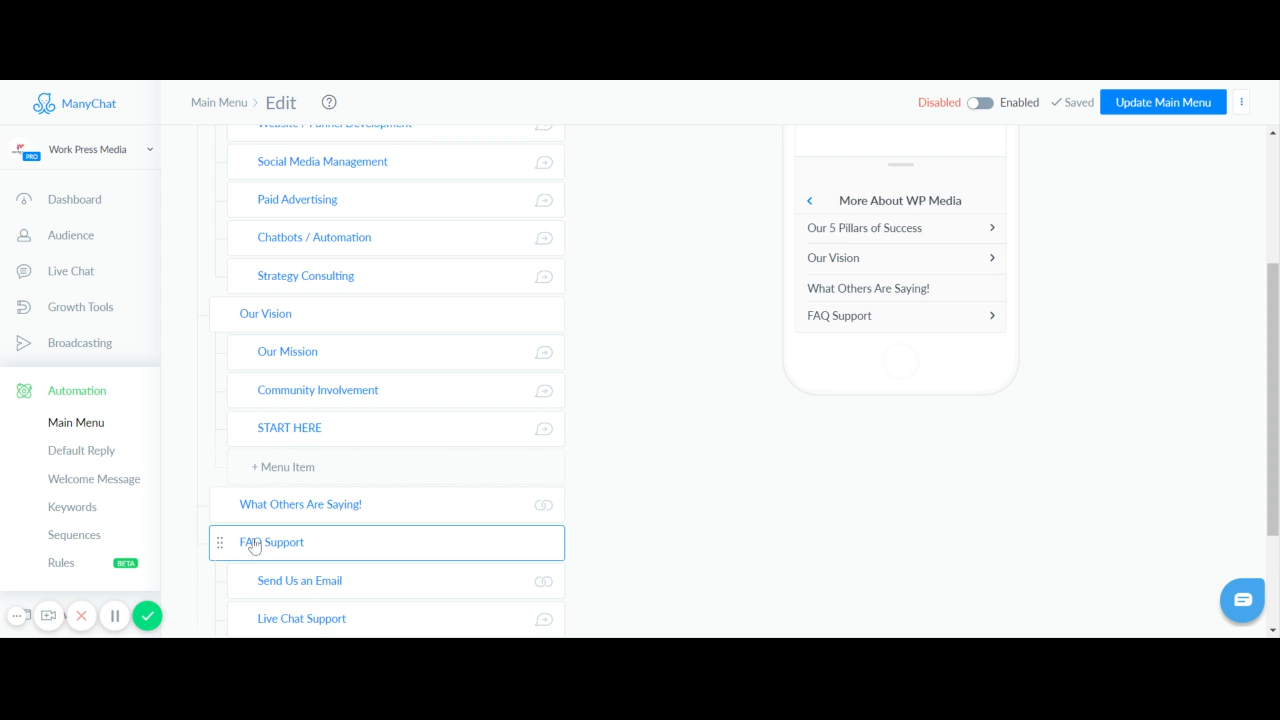 ManyChat
Main Menu > Edit
Disabled Enabled Saved Update Main Menu
PRO Work Press Media
Dashboard
Audience
Live Chat
Growth Tools
Broadcasting
Automation
Main Menu
Default Reply
Welcome Message
Keywords
Sequences
Rules BETA
Website / Funnel Development
Social Media Management
Paid Advertising
Chatbots / Automation
Strategy Consulting
Our Vision
Our Mission
Community Involvement
START HERE
+ Menu Item
What Others Are Saying!
FAQ Support
Send Us an Email
Live Chat Support
More About WP Media
Our 5 Pillars of Success
Our Vision
What Others Are Saying!
FAQ Support